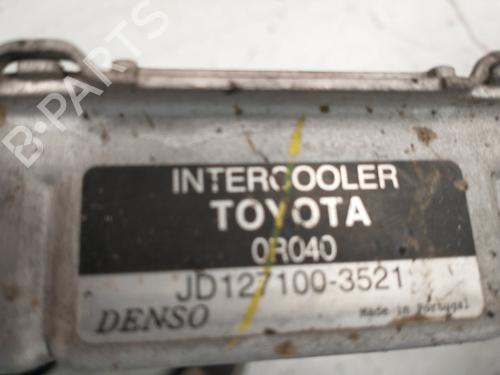 B-PARTS
INTERCOOLER
TOYOTA
0R040
JD127100-3521
DENSO Made in Portugal